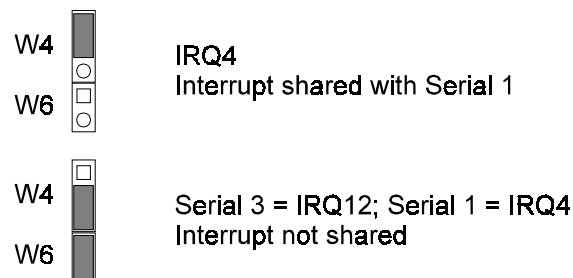 W4
IRQ4
Interrupt shared with Serial 1
W6
W4
Serial 3 = IRQ12; Serial 1 = IRQ4
Interrupt not shared
W6